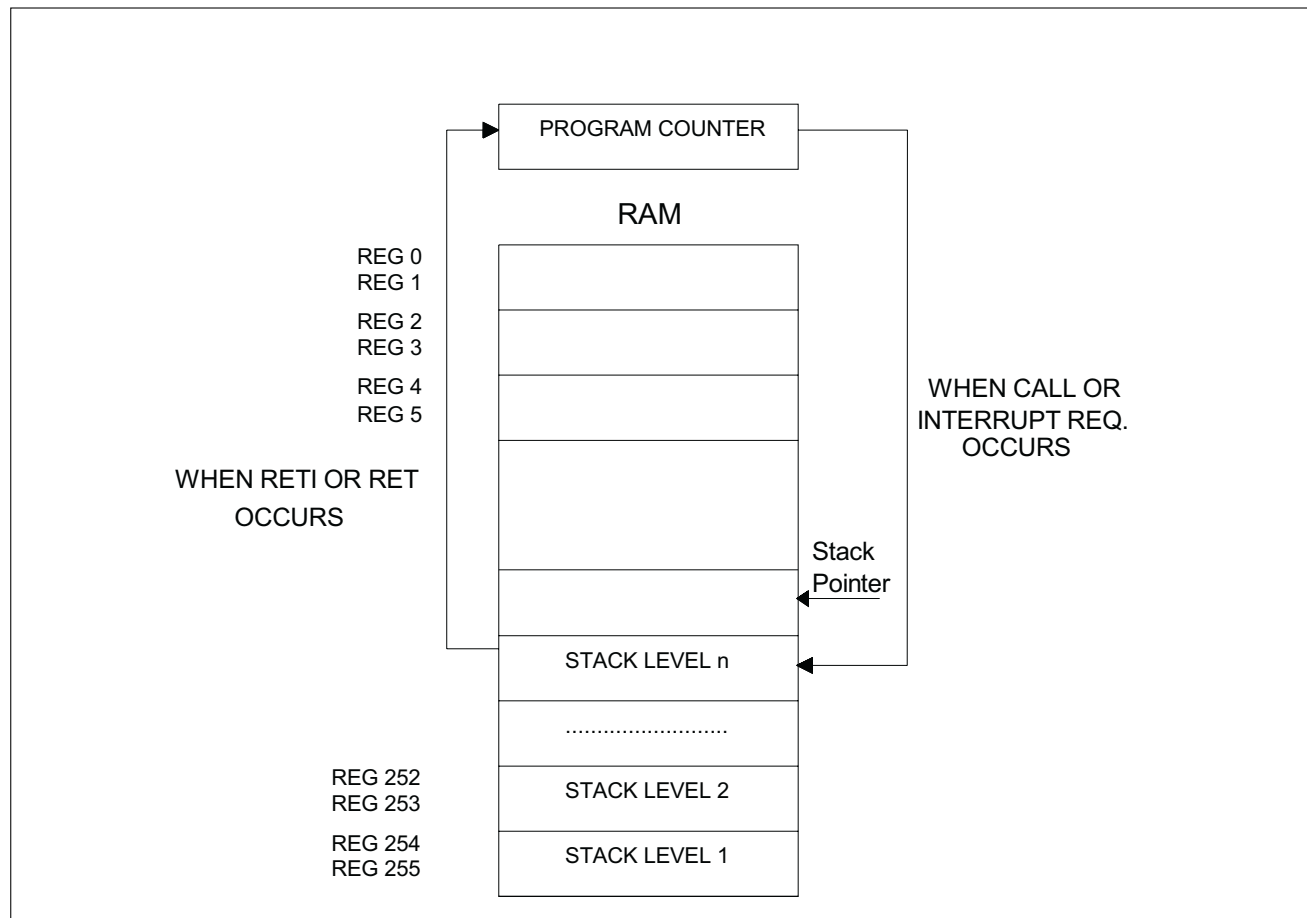 PROGRAM COUNTER
RAM
REG 0
REG 1
REG 2
REG 3
REG 4
REG 5
WHEN CALL OR
INTERRUPT REQ.
OCCURS
WHEN RETI OR RET
OCCURS
Stack
Pointer
STACK LEVEL n
..........................
REG 252
REG 253
STACK LEVEL 2
REG 254
REG 255
STACK LEVEL 1